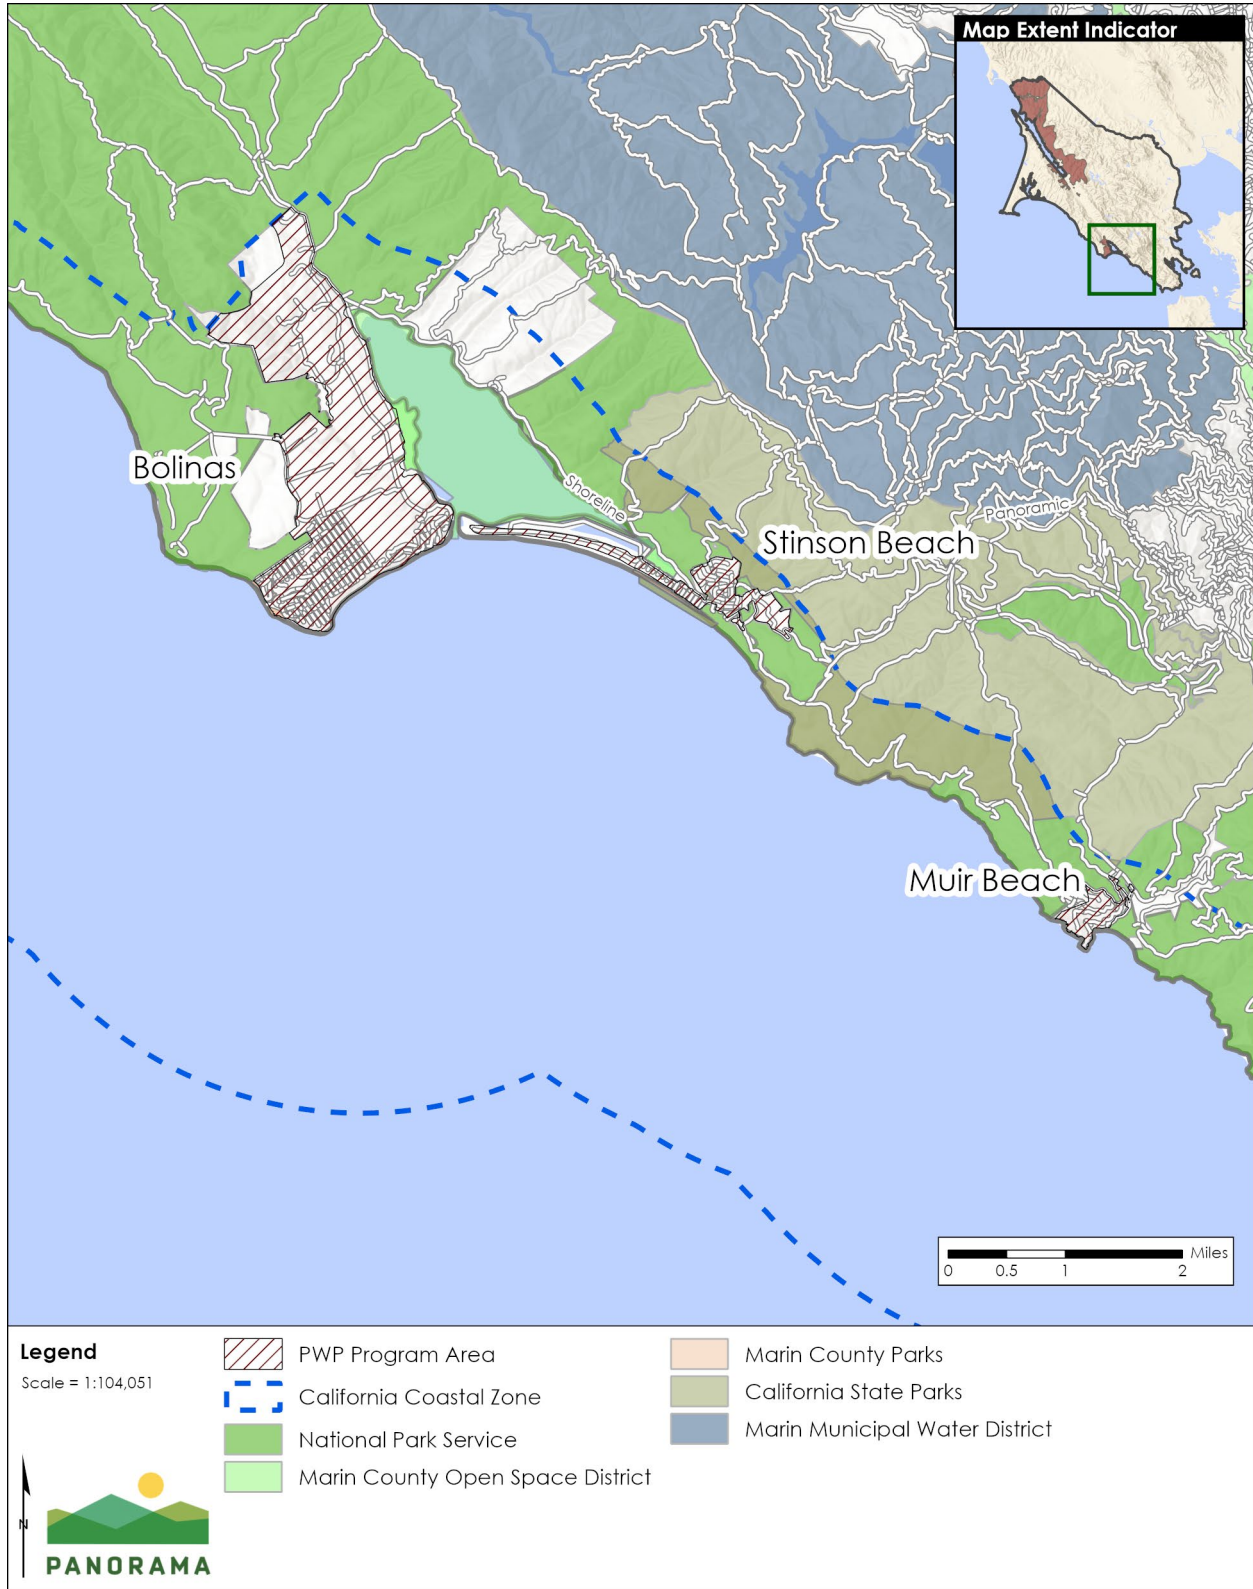 Map Extent Indicator
Bolinas
Shoreline
Panoramic
Stinson Beach
Muir Beach
Miles
0 0.5 1 2
Legend
Scale = 1:104,051
PWP Program Area
California Coastal Zone
National Park Service
Marin County Open Space District
Marin County Parks
California State Parks
Marin Municipal Water District
N
PANORAMA